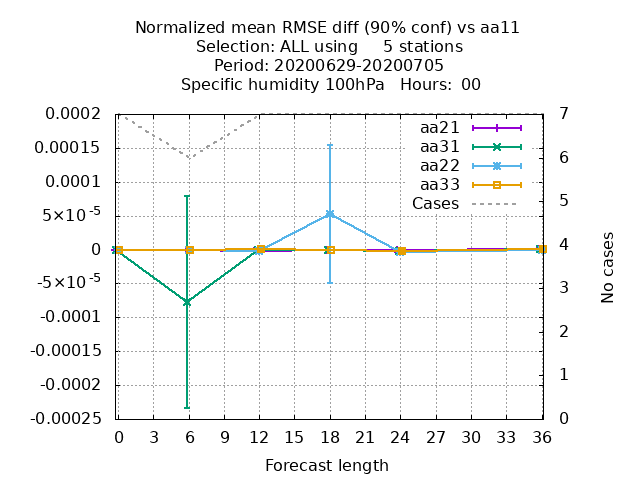 Normalized mean RMSE diff (90% conf) vs aa11
Selection: ALL using     5 stations
Period: 20200629-20200705
Specific humidity 100hPa   Hours: 00
0.0002
0.00015
0.0001
5×10⁻⁵
0
-5×10⁻⁵
-0.0001
-0.00015
-0.0002
-0.00025
aa21
aa31
aa22
aa33
Cases
7
6
5
4
3
2
1
0
No cases
0 3 6 9 12 15 18 21 24 27 30 33 36
Forecast length